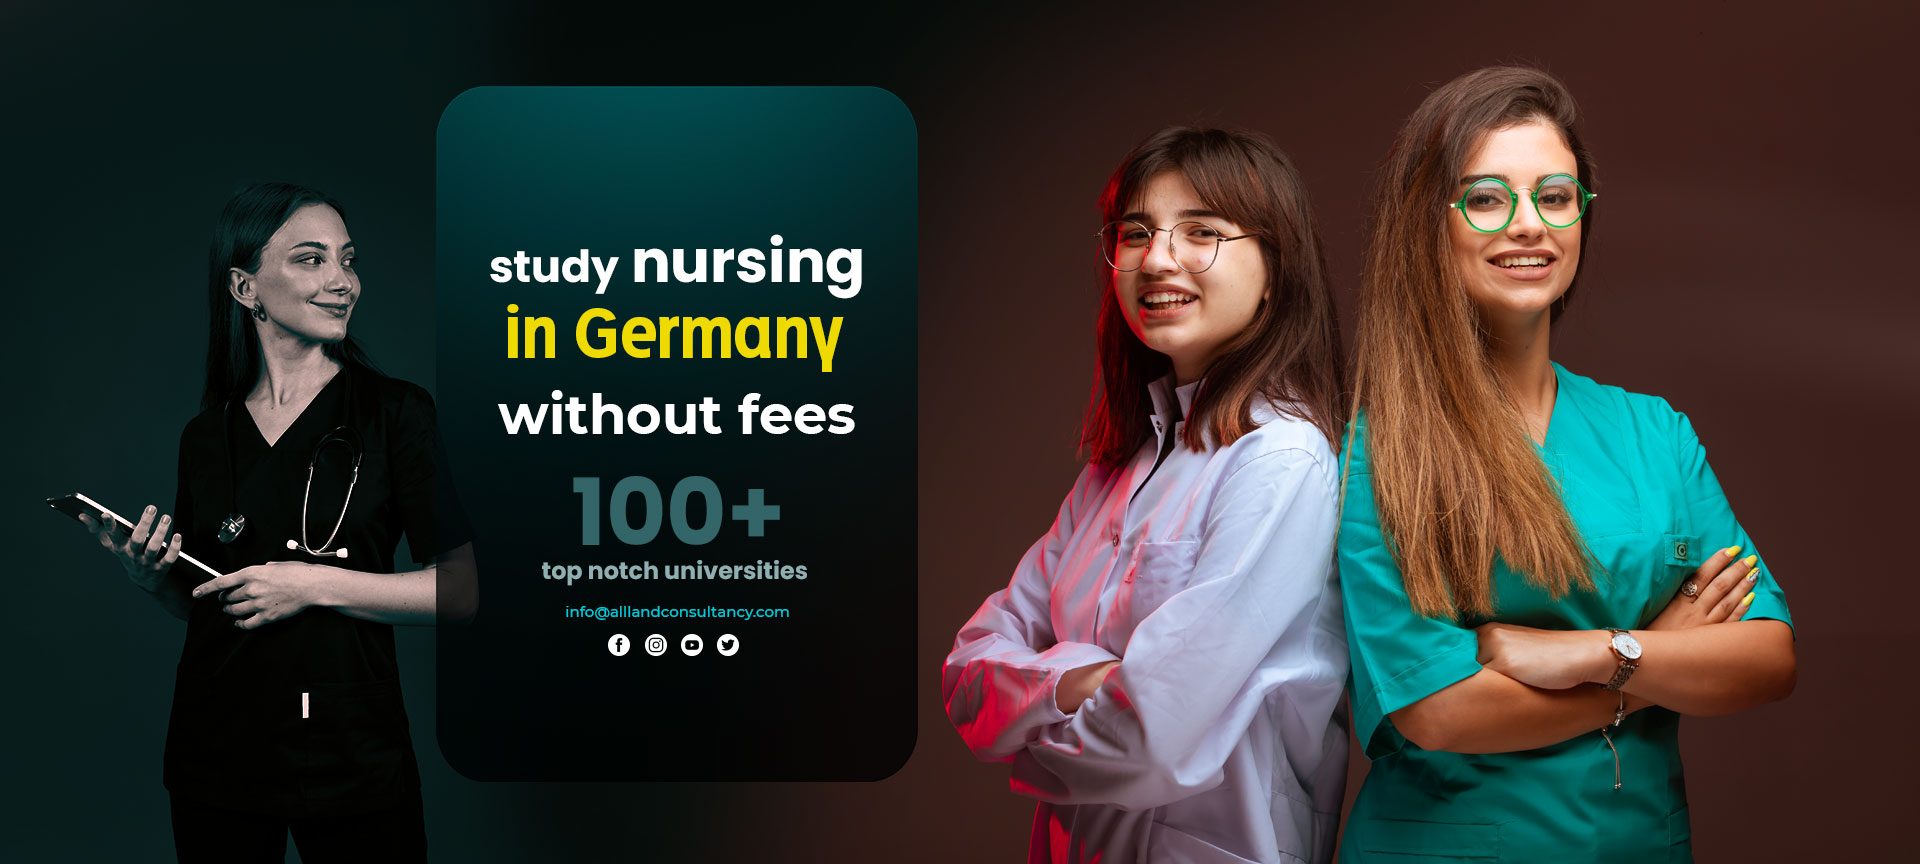 study nursing
in Germany
without fees
100+
top notch universities
info@alllandconsultancy.com